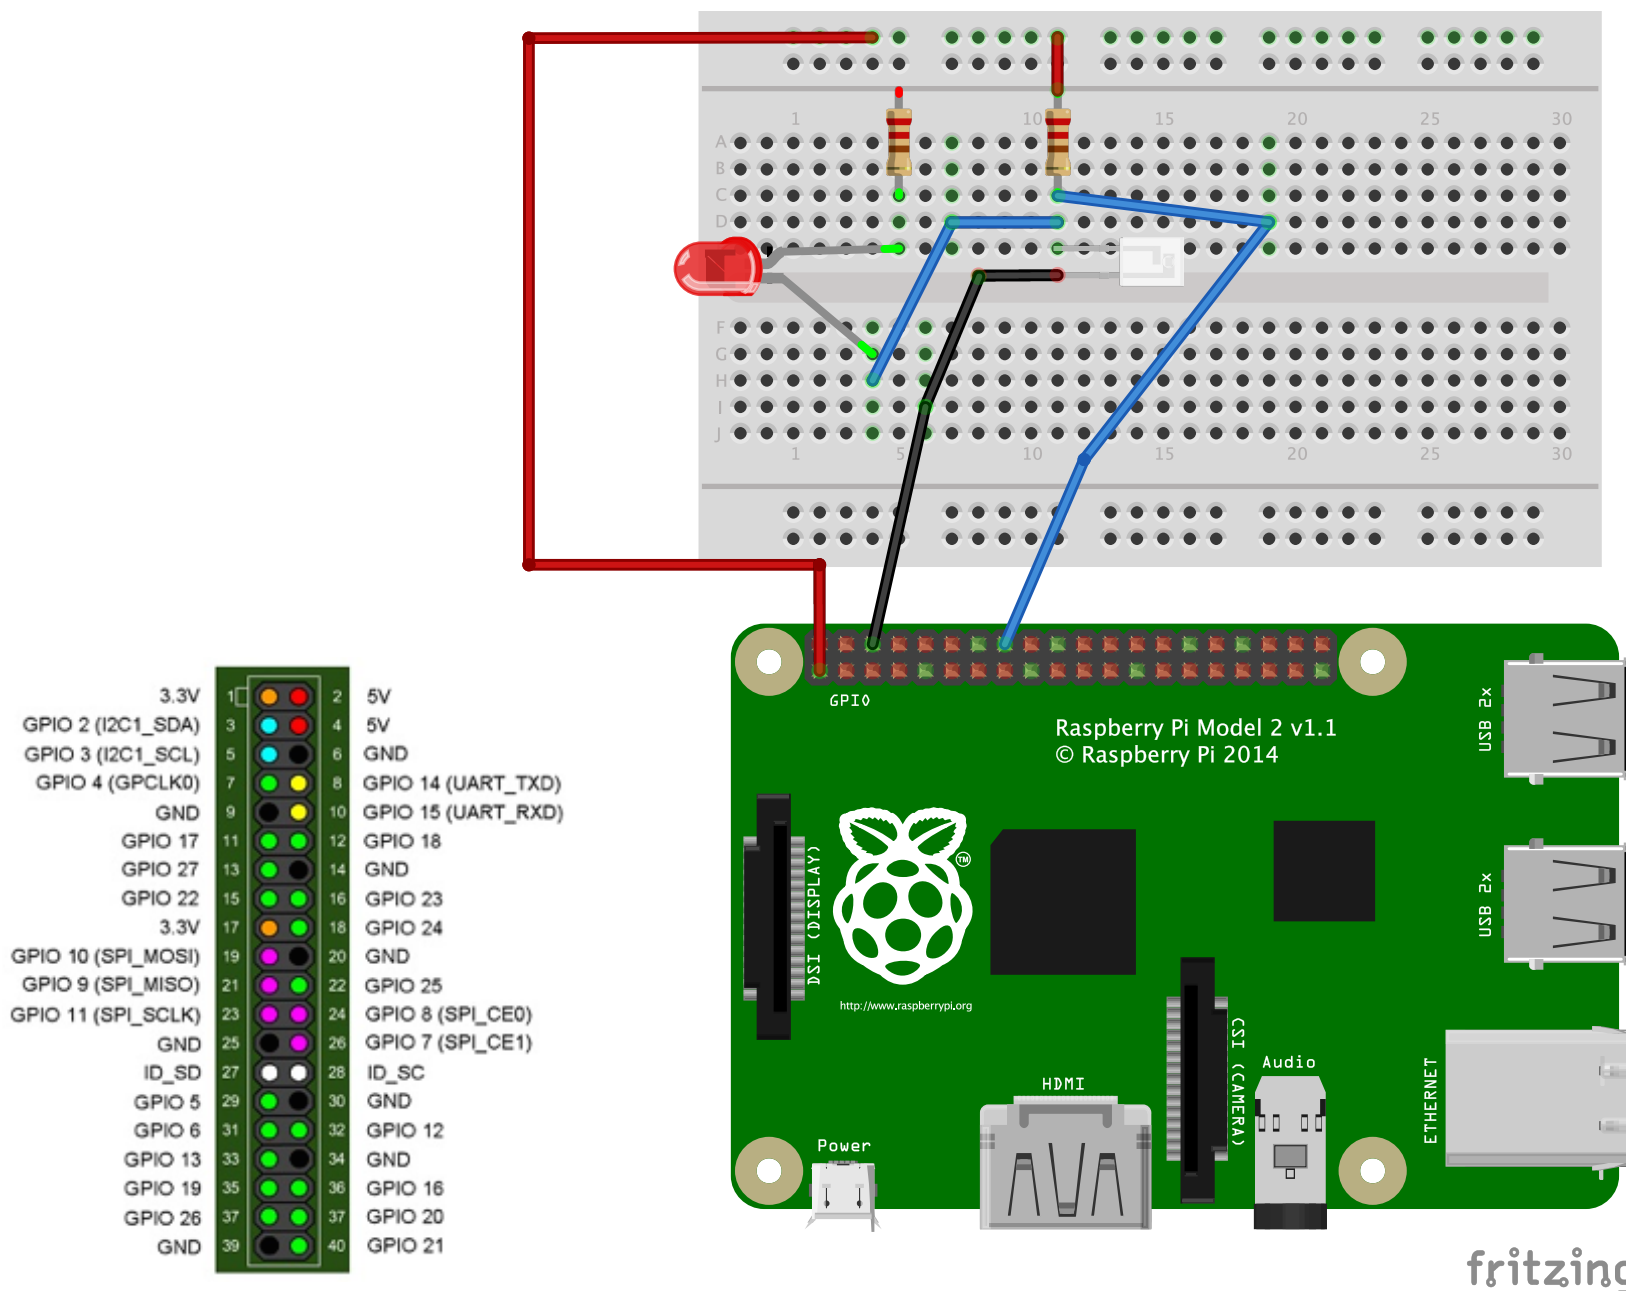 1 10 15 20 25 30
A
B
C
D
F
G
H
I
J
1 5 10 15 20 25 30
GPIO
Raspberry Pi Model 2 v1.1
© Raspberry Pi 2014
USB x2
USB x2
DSI (DISPLAY)
TM
http://www.raspberrypi.org
CSI (CAMERA)
Audio
HDMI
Power
ETHERNET
3.3V 1 2 5V
GPIO 2 (I2C1_SDA) 3 4 5V
GPIO 3 (I2C1_SCL) 5 6 GND
GPIO 4 (GPCLK0) 7 8 GPIO 14 (UART_TXD)
GND 9 10 GPIO 15 (UART_RXD)
GPIO 17 11 12 GPIO 18
GPIO 27 13 14 GND
GPIO 22 15 16 GPIO 23
3.3V 17 18 GPIO 24
GPIO 10 (SPI_MOSI) 19 20 GND
GPIO 9 (SPI_MISO) 21 22 GPIO 25
GPIO 11 (SPI_SCLK) 23 24 GPIO 8 (SPI_CE0)
GND 25 26 GPIO 7 (SPI_CE1)
ID_SD 27 28 ID_SC
GPIO 5 29 30 GND
GPIO 6 31 32 GPIO 12
GPIO 13 33 34 GND
GPIO 19 35 36 GPIO 16
GPIO 26 37 37 GPIO 20
GND 39 40 GPIO 21
fritzing